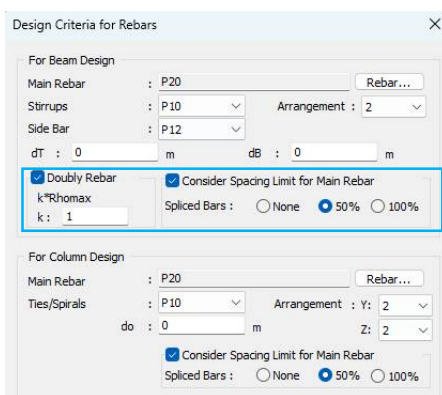 Design Criteria for Rebars
For Beam Design
Main Rebar : P20 Rebar...
Stirrups : P10 Arrangement : 2
Side Bar : P12
dT : 0 m dB : 0 m
Doubly Rebar Consider Spacing Limit for Main Rebar
k*Rhomax
k : 1 Spliced Bars : None 50% 100%
For Column Design
Main Rebar : P20 Rebar...
Ties/Spirals : P10 Arrangement : Y: 2
do : 0 m Z: 2
Consider Spacing Limit for Main Rebar
Spliced Bars : None 50% 100%